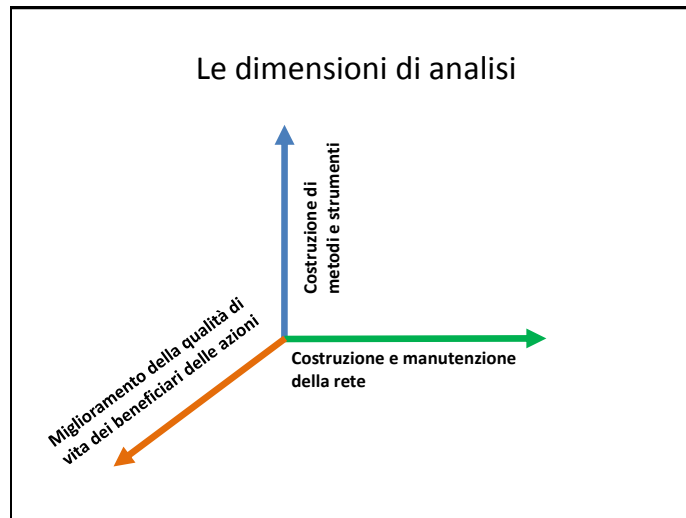 Le dimensioni di analisi
Costruzione di
metodi e strumenti
Miglioramento della qualità di
vita dei beneficiari delle azioni
Costruzione e manutenzione
della rete